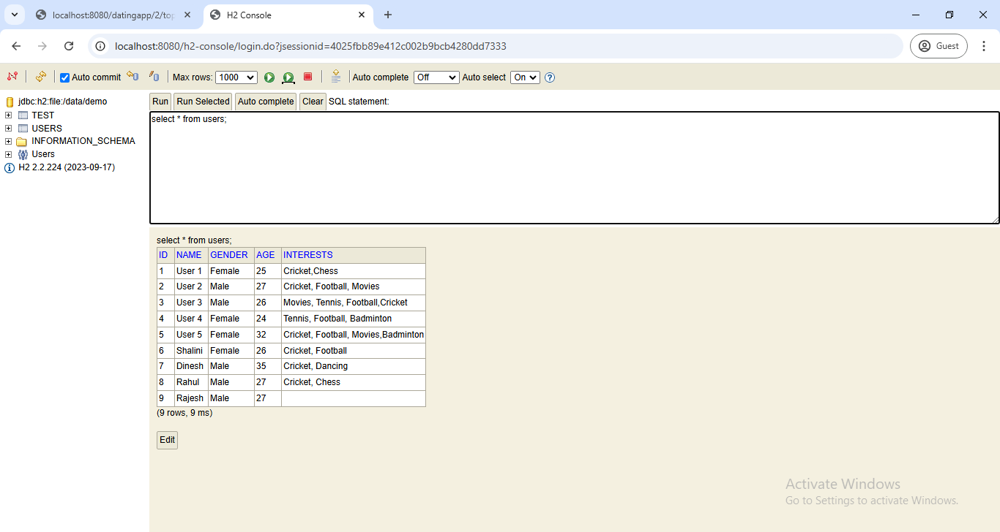 localhost:8080/datingapp/2/top
H2 Console
localhost:8080/h2-console/login.do?jsessionid=4025fbb89e412c002b9bcb4280dd7333
Guest
Auto commit
Max rows: 1000
Auto complete Off
Auto select On
jdbc:h2:file:/data/demo
TEST
USERS
INFORMATION_SCHEMA
Users
H2 2.2.224 (2023-09-17)
Run Run Selected Auto complete Clear SQL statement:
select * from users;
select * from users;
ID NAME GENDER AGE INTERESTS
1 User 1 Female 25 Cricket,Chess
2 User 2 Male 27 Cricket, Football, Movies
3 User 3 Male 26 Movies, Tennis, Football,Cricket
4 User 4 Female 24 Tennis, Football, Badminton
5 User 5 Female 32 Cricket, Football, Movies,Badminton
6 Shalini Female 26 Cricket, Football
7 Dinesh Male 35 Cricket, Dancing
8 Rahul Male 27 Cricket, Chess
9 Rajesh Male 27
(9 rows, 9 ms)
Edit
Activate Windows
Go to Settings to activate Windows.